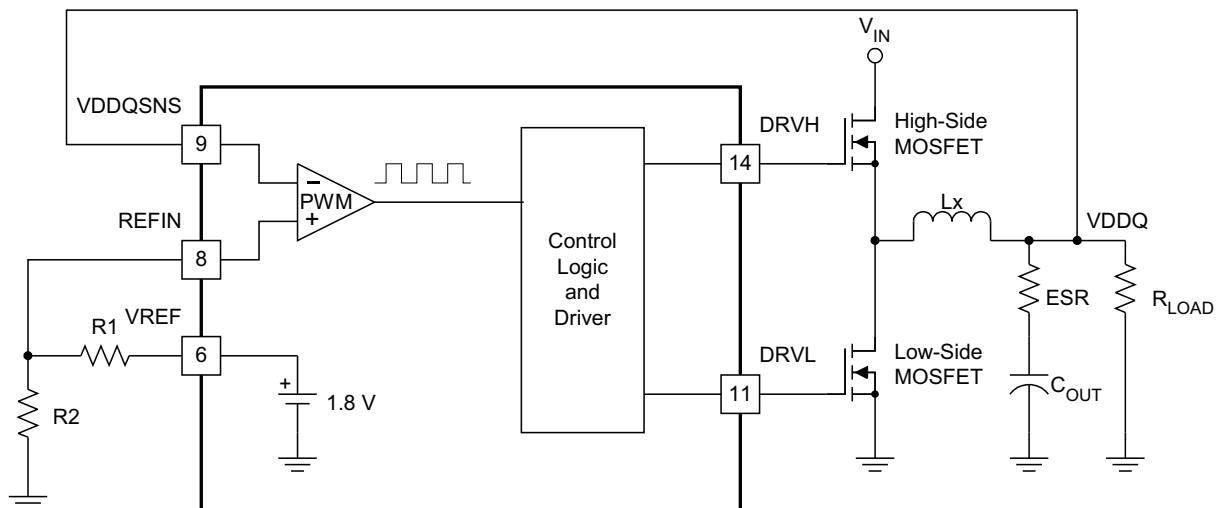 V_IN
VDDQSNS
9
DRVH
14
High-Side
MOSFET
−
PWM
+
REFIN
8
Lx
VDDQ
Control
Logic
and
Driver
ESR
R_LOAD
VREF
R1
6
DRVL
11
Low-Side
MOSFET
+
1.8 V
C_OUT
R2